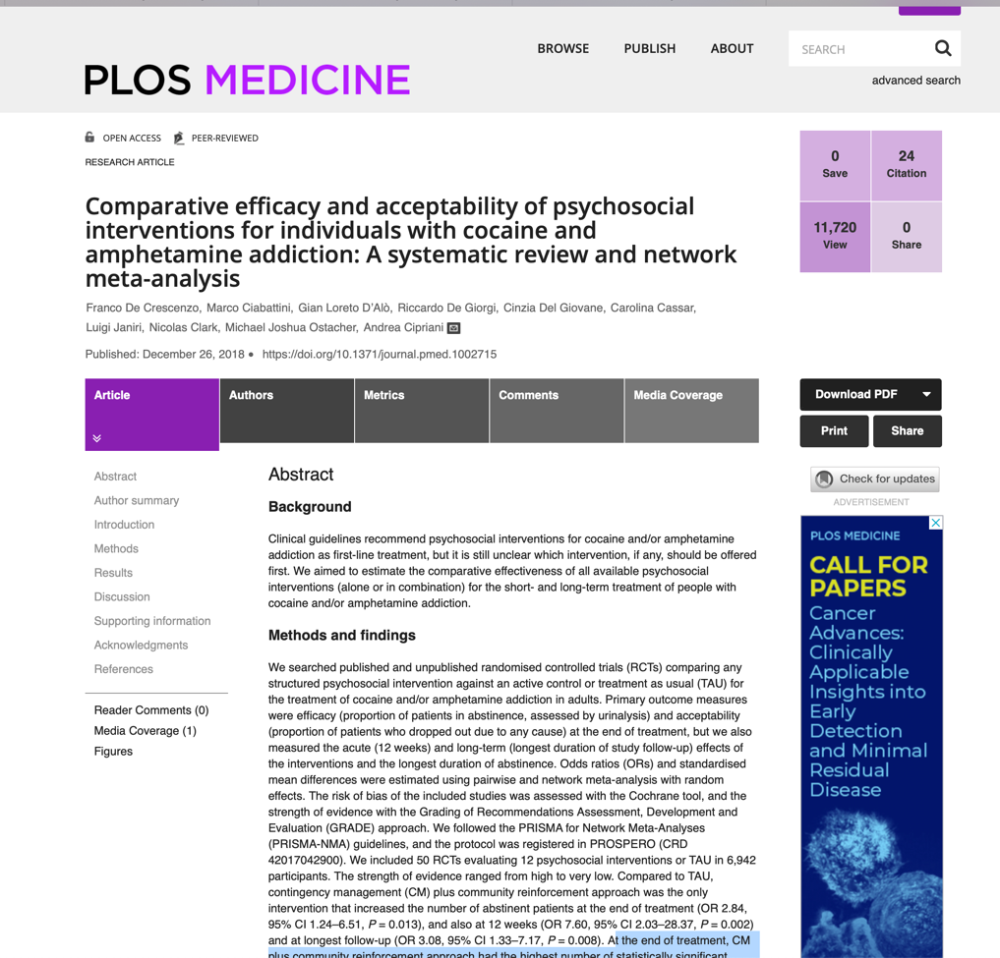 BROWSE PUBLISH ABOUT
SEARCH
PLOS MEDICINE
advanced search
OPEN ACCESS PEER-REVIEWED
RESEARCH ARTICLE
Comparative efficacy and acceptability of psychosocial
interventions for individuals with cocaine and
amphetamine addiction: A systematic review and network
meta-analysis
Franco De Crescenzo, Marco Ciabattini, Gian Loreto D'Alò, Riccardo De Giorgi, Cinzia Del Giovane, Carolina Cassar,
Luigi Janiri, Nicolas Clark, Michael Joshua Ostacher, Andrea Cipriani
Published: December 26, 2018 • https://doi.org/10.1371/journal.pmed.1002715
0
Save
24
Citation
11,720
View
0
Share
Article
Authors
Metrics
Comments
Media Coverage
Download PDF
Print
Share
Check for updates
ADVERTISEMENT
Abstract
Author summary
Introduction
Methods
Results
Discussion
Supporting information
Acknowledgments
References
Reader Comments (0)
Media Coverage (1)
Figures
Abstract
Background
Clinical guidelines recommend psychosocial interventions for cocaine and/or amphetamine
addiction as first-line treatment, but it is still unclear which intervention, if any, should be offered
first. We aimed to estimate the comparative effectiveness of all available psychosocial
interventions (alone or in combination) for the short- and long-term treatment of people with
cocaine and/or amphetamine addiction.
Methods and findings
We searched published and unpublished randomised controlled trials (RCTs) comparing any
structured psychosocial intervention against an active control or treatment as usual (TAU) for
the treatment of cocaine and/or amphetamine addiction in adults. Primary outcome measures
were efficacy (proportion of patients in abstinence, assessed by urinalysis) and acceptability
(proportion of patients who dropped out due to any cause) at the end of treatment, but we also
measured the acute (12 weeks) and long-term (longest duration of study follow-up) effects of
the interventions and the longest duration of abstinence. Odds ratios (ORs) and standardised
mean differences were estimated using pairwise and network meta-analysis with random
effects. The risk of bias of the included studies was assessed with the Cochrane tool, and the
strength of evidence with the Grading of Recommendations Assessment, Development and
Evaluation (GRADE) approach. We followed the PRISMA for Network Meta-Analyses
(PRISMA-NMA) guidelines, and the protocol was registered in PROSPERO (CRD
42017042900). We included 50 RCTs evaluating 12 psychosocial interventions or TAU in 6,942
participants. The strength of evidence ranged from high to very low. Compared to TAU,
contingency management (CM) plus community reinforcement approach was the only
intervention that increased the number of abstinent patients at the end of treatment (OR 2.84,
95% CI 1.24–6.51, P = 0.013), and also at 12 weeks (OR 7.60, 95% CI 2.03–28.37, P = 0.002)
and at longest follow-up (OR 3.08, 95% CI 1.33–7.17, P = 0.008). At the end of treatment, CM
plus community reinforcement approach had the highest number of statistically significant
PLOS MEDICINE
CALL FOR
PAPERS
Cancer
Advances:
Clinically
Applicable
Insights into
Early
Detection
and Minimal
Residual
Disease